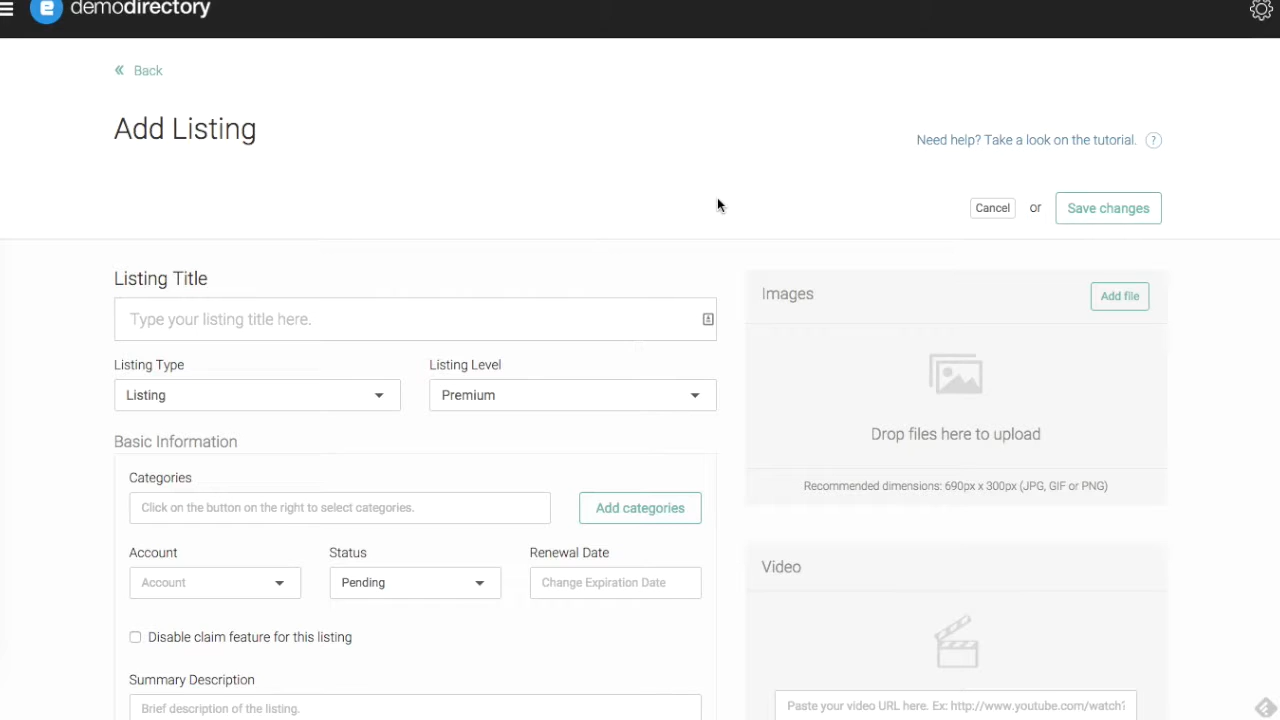 e demodirectory
« Back
Add Listing
Need help? Take a look on the tutorial. ?
Cancel or Save changes
Listing Title
Type your listing title here.
Listing Type
Listing
Listing Level
Premium
Basic Information
Categories
Click on the button on the right to select categories.
Add categories
Account
Account
Status
Pending
Renewal Date
Change Expiration Date
Disable claim feature for this listing
Summary Description
Brief description of the listing.
Images
Add file
Drop files here to upload
Recommended dimensions: 690px x 300px (JPG, GIF or PNG)
Video
Paste your video URL here. Ex: http://www.youtube.com/watch?